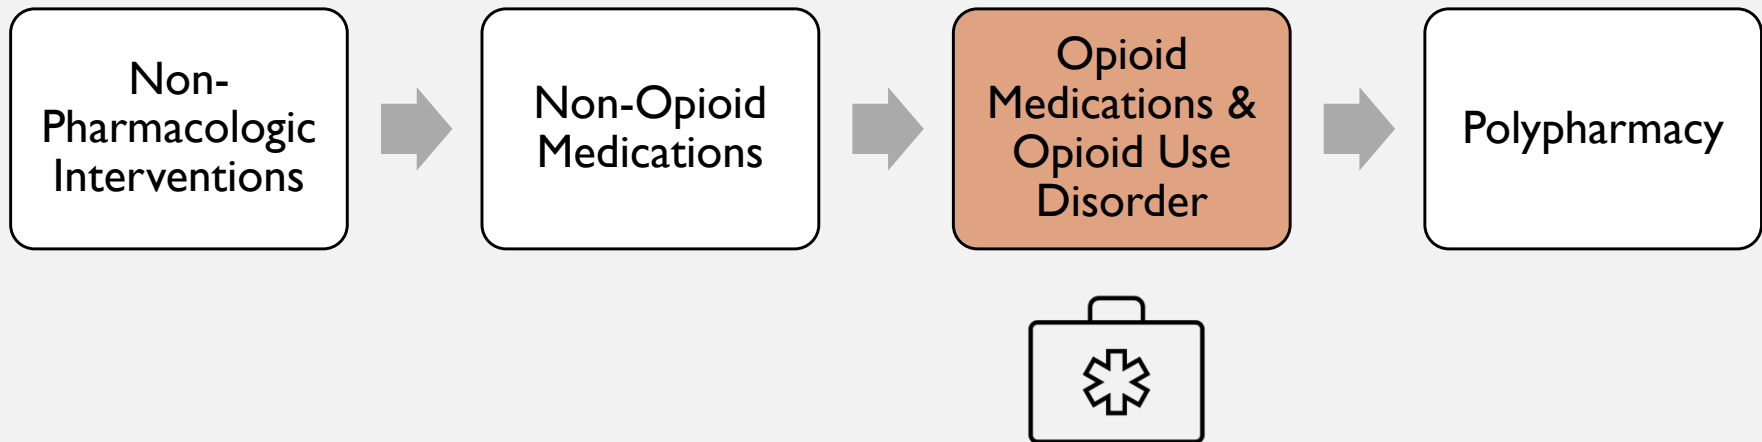 Non-
Pharmacologic
Interventions
Non-Opioid
Medications
Opioid
Medications &
Opioid Use
Disorder
Polypharmacy